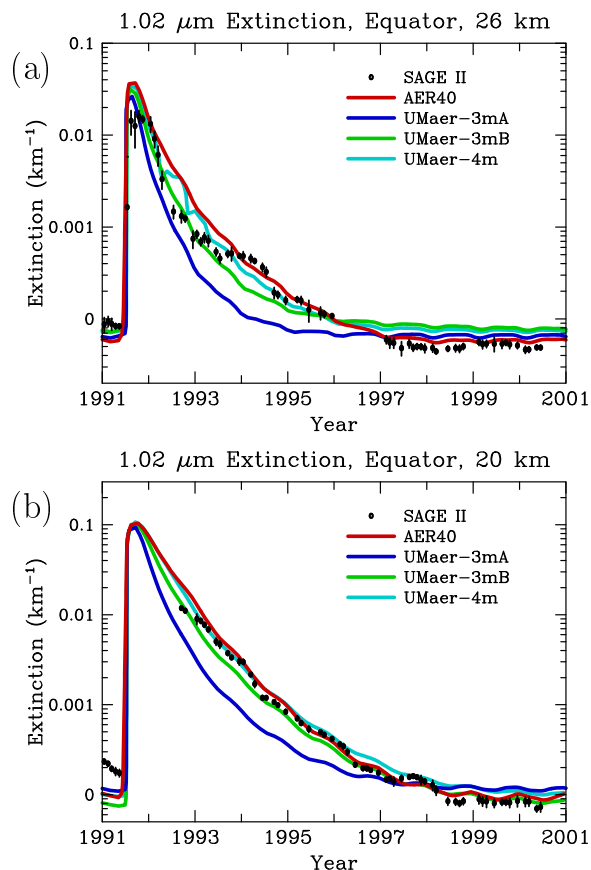 1.02 μm Extinction, Equator, 26 km
(a)
0.1
0.01
0.001
0
Extinction (km⁻¹)
SAGE II
AER40
UMaer−3mA
UMaer−3mB
UMaer−4m
1991 1993 1995 1997 1999 2001
Year
1.02 μm Extinction, Equator, 20 km
(b)
0.1
0.01
0.001
0
Extinction (km⁻¹)
SAGE II
AER40
UMaer−3mA
UMaer−3mB
UMaer−4m
1991 1993 1995 1997 1999 2001
Year